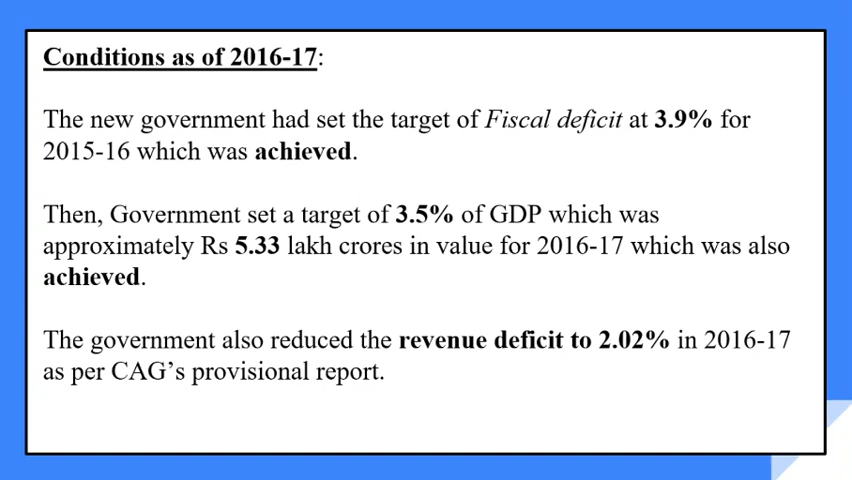 Conditions as of 2016-17:
The new government had set the target of Fiscal deficit at 3.9% for
2015-16 which was achieved.
Then, Government set a target of 3.5% of GDP which was
approximately Rs 5.33 lakh crores in value for 2016-17 which was also
achieved.
The government also reduced the revenue deficit to 2.02% in 2016-17
as per CAG’s provisional report.